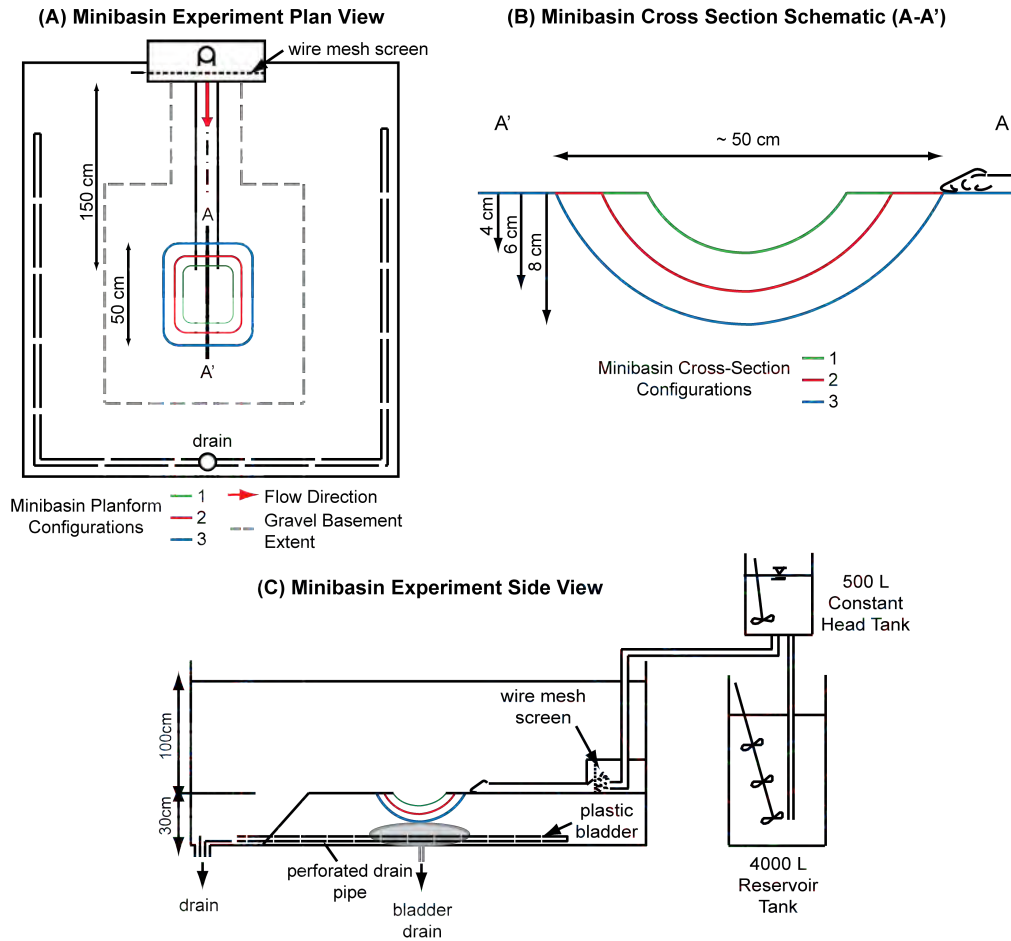 (A) Minibasin Experiment Plan View
wire mesh screen
150 cm
A
50 cm
A'
drain
Minibasin Planform
Configurations
1
2
3
Flow Direction
Gravel Basement
Extent
(B) Minibasin Cross Section Schematic (A-A')
A'
A
~ 50 cm
4 cm
6 cm
8 cm
Minibasin Cross-Section
Configurations
1
2
3
(C) Minibasin Experiment Side View
500 L
Constant
Head Tank
wire mesh
screen
100cm
30cm
plastic
bladder
perforated drain
pipe
drain
bladder
drain
4000 L
Reservoir
Tank